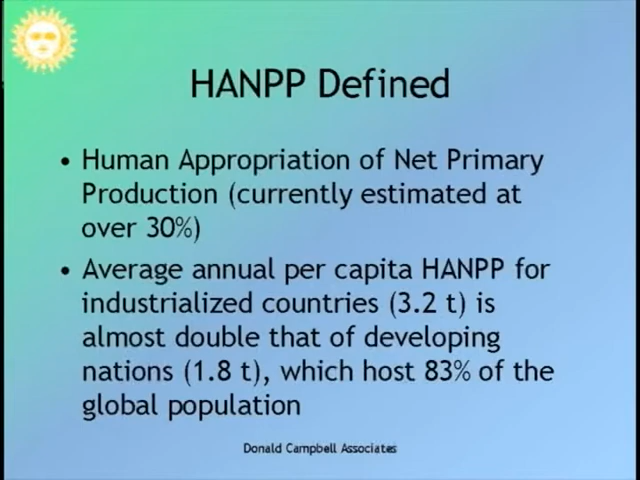 HANPP Defined
• Human Appropriation of Net Primary
Production (currently estimated at
over 30%)
• Average annual per capita HANPP for
industrialized countries (3.2 t) is
almost double that of developing
nations (1.8 t), which host 83% of the
global population
Donald Campbell Associates